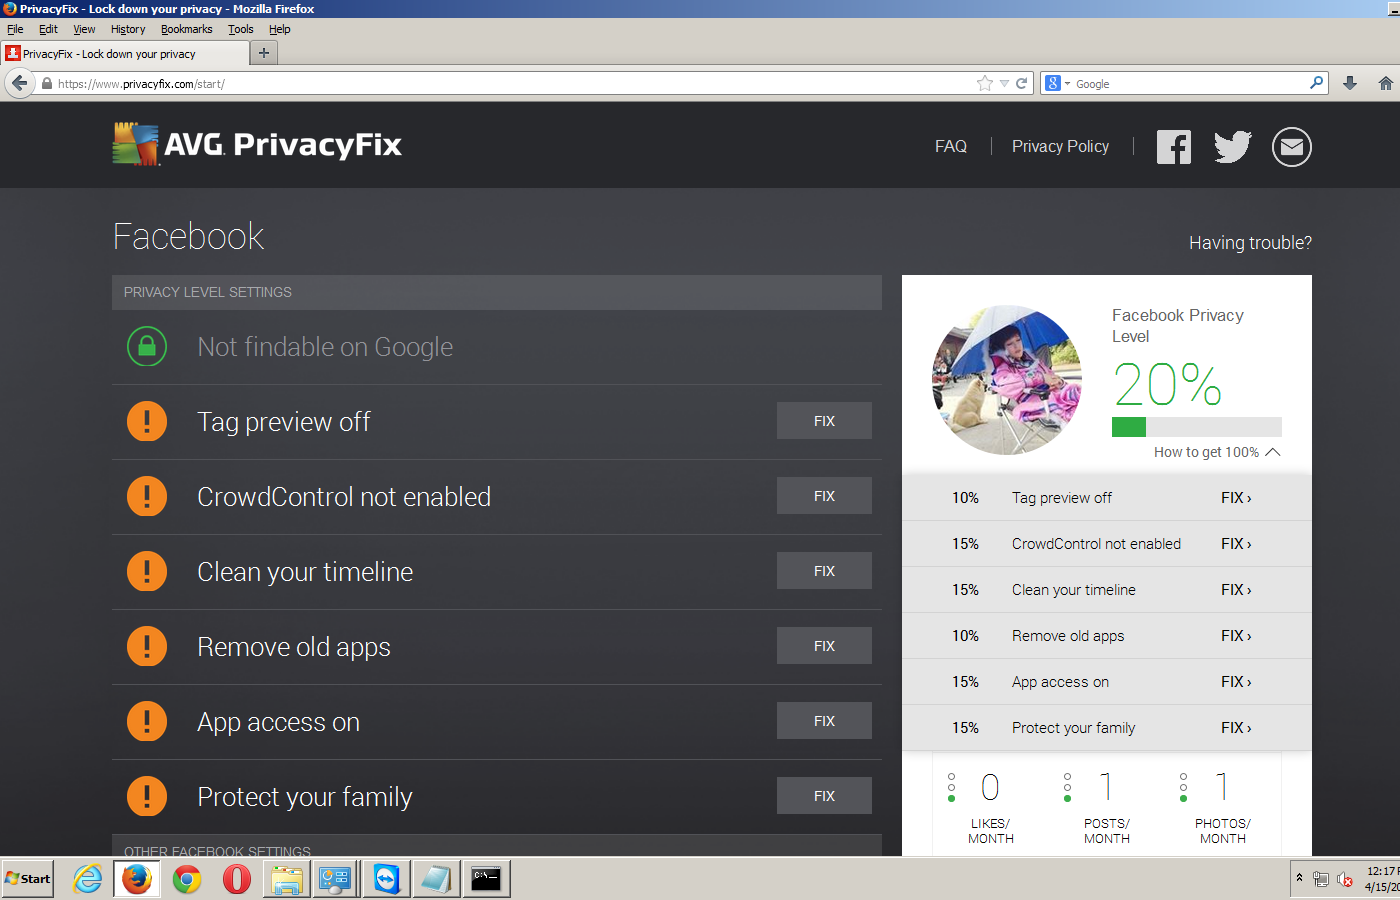 PrivacyFix - Lock down your privacy - Mozilla Firefox
File Edit View History Bookmarks Tools Help
PrivacyFix - Lock down your privacy
https://www.privacyfix.com/start/
Google
AVG PrivacyFix
FAQ
Privacy Policy
Facebook
Having trouble?
PRIVACY LEVEL SETTINGS
Not findable on Google
Tag preview off FIX
CrowdControl not enabled FIX
Clean your timeline FIX
Remove old apps FIX
App access on FIX
Protect your family FIX
OTHER FACEBOOK SETTINGS
Facebook Privacy
Level
20%
How to get 100%
10% Tag preview off FIX ›
15% CrowdControl not enabled FIX ›
15% Clean your timeline FIX ›
10% Remove old apps FIX ›
15% App access on FIX ›
15% Protect your family FIX ›
0 1 1
LIKES/ POSTS/ PHOTOS/
MONTH MONTH MONTH
Start
12:17